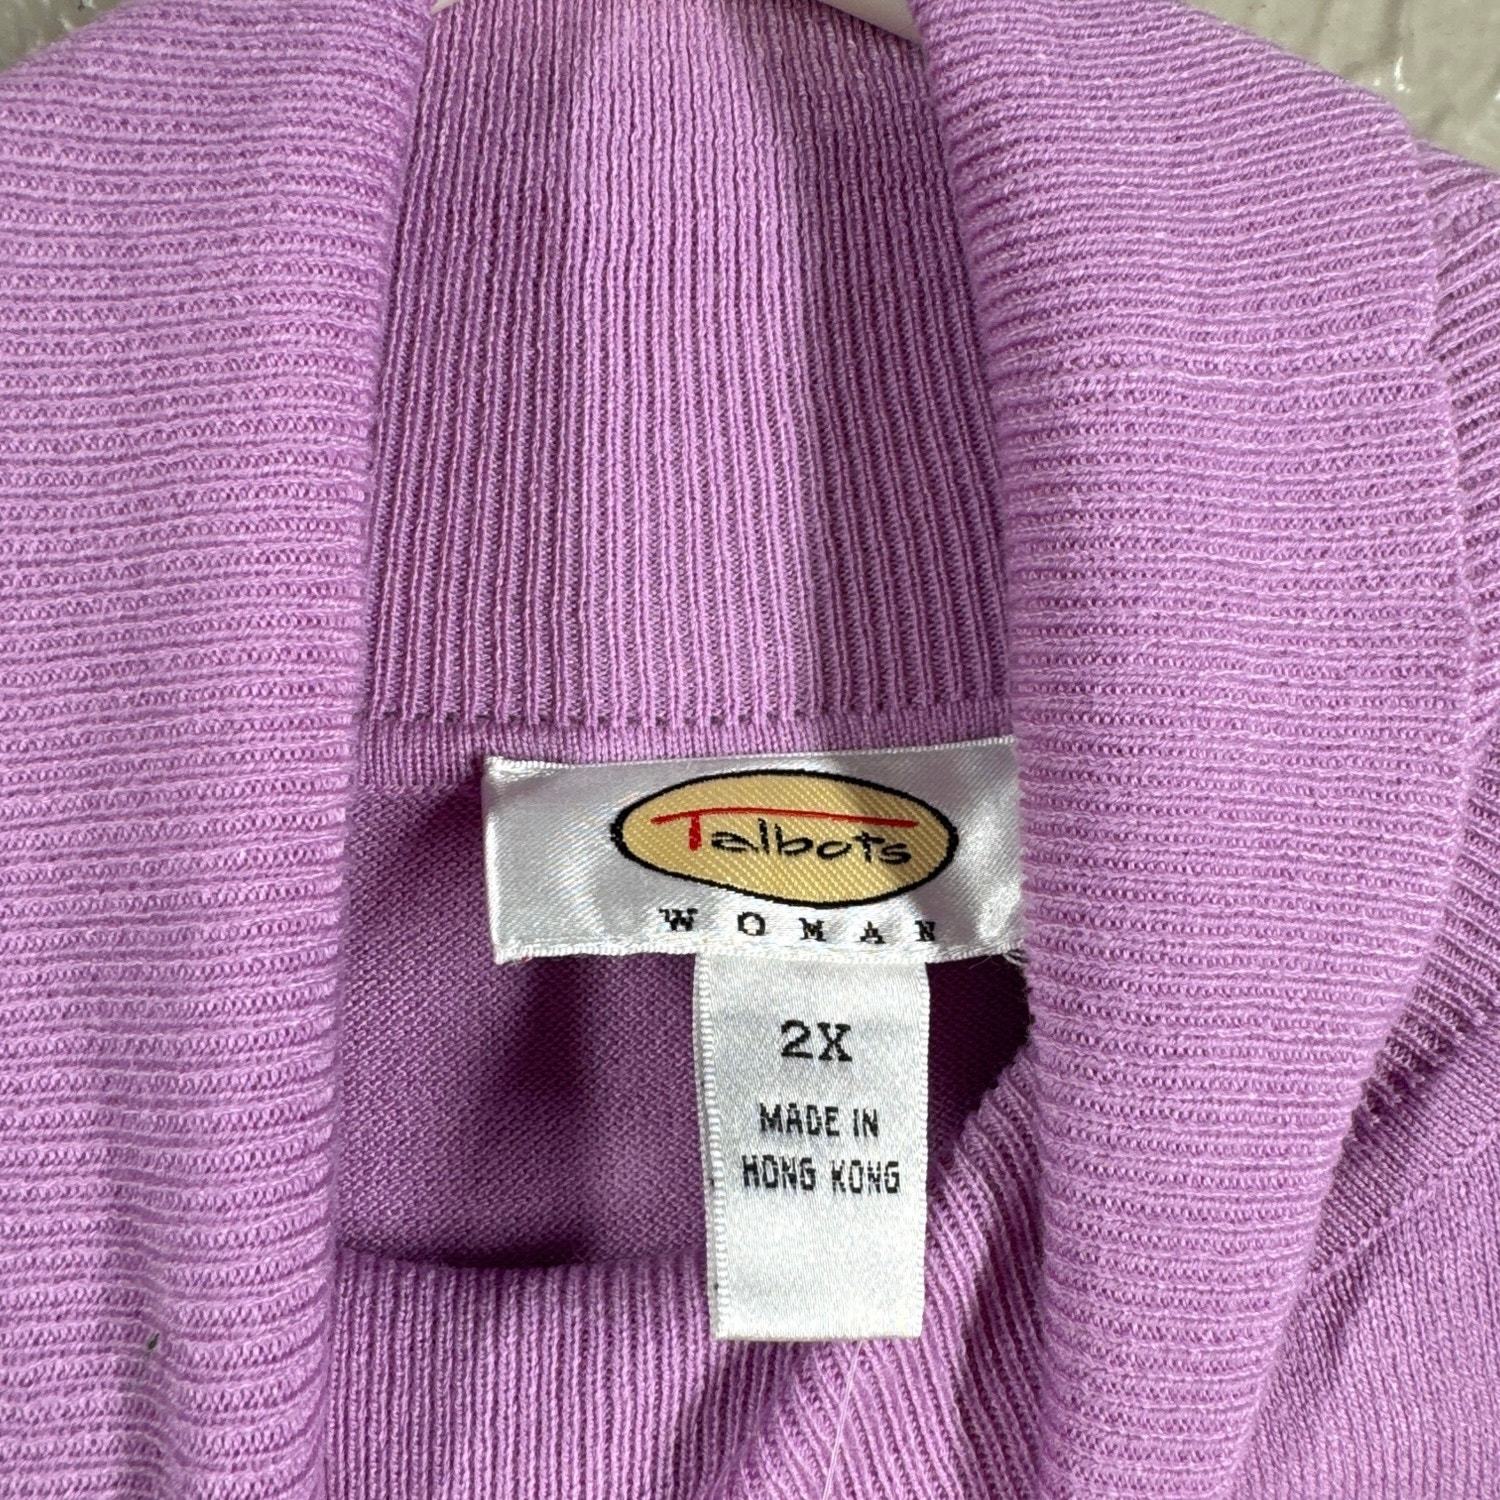 Talbots
WOMAN
2X
MADE IN
HONG KONG